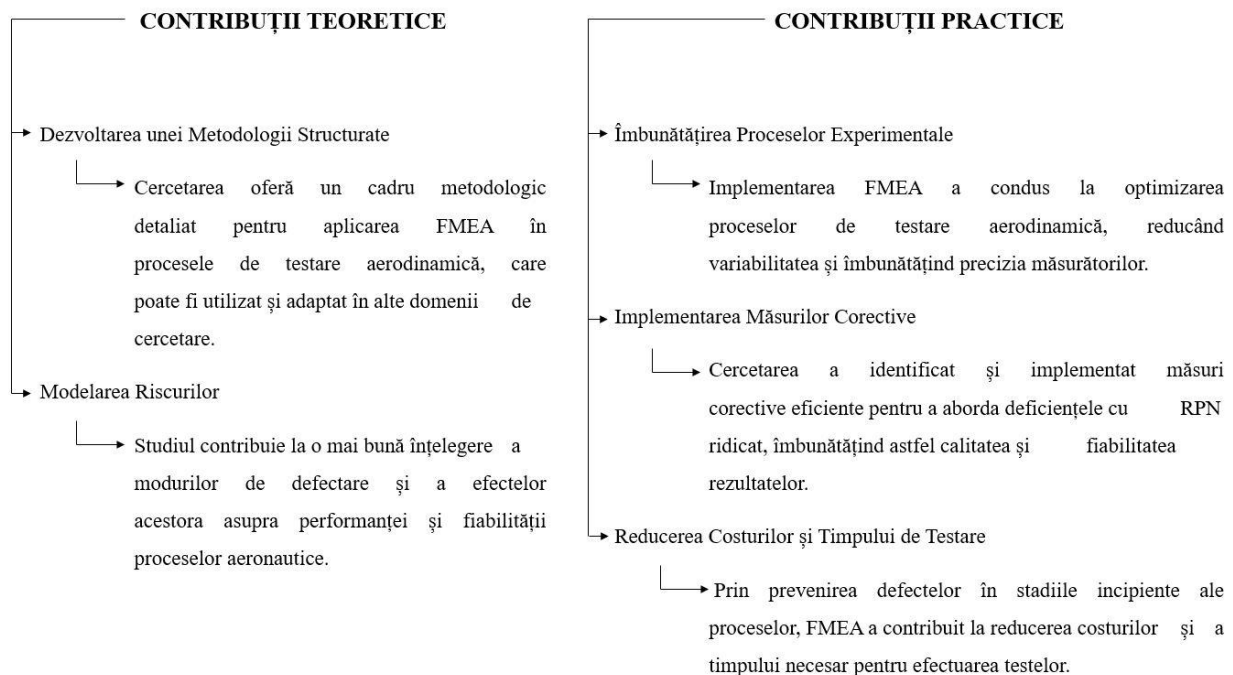 CONTRIBUȚII TEORETICE
Dezvoltarea unei Metodologii Structurate
Cercetarea oferă un cadru metodologic
detaliat pentru aplicarea FMEA în
procesele de testare aerodinamică, care
poate fi utilizat și adaptat în alte domenii de
cercetare.
Modelarea Riscurilor
Studiul contribuie la o mai bună înțelegere a
modurilor de defectare și a efectelor
acestora asupra performanței și fiabilității
proceselor aeronautice.
CONTRIBUȚII PRACTICE
Îmbunătățirea Proceselor Experimentale
Implementarea FMEA a condus la optimizarea
proceselor de testare aerodinamică, reducând
variabilitatea și îmbunătățind precizia măsurătorilor.
Implementarea Măsurilor Corective
Cercetarea a identificat și implementat măsuri
corective eficiente pentru a aborda deficiențele cu RPN
ridicat, îmbunătățind astfel calitatea și fiabilitatea
rezultatelor.
Reducerea Costurilor și Timpului de Testare
Prin prevenirea defectelor în stadiile incipiente ale
proceselor, FMEA a contribuit la reducerea costurilor și a
timpului necesar pentru efectuarea testelor.